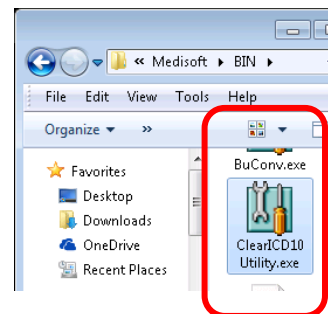 « Medisoft ▸ BIN ▸
File Edit View Tools Help
Organize ▾ »
Favorites
Desktop
Downloads
OneDrive
Recent Places
BuConv.exe
ClearICD10
Utility.exe